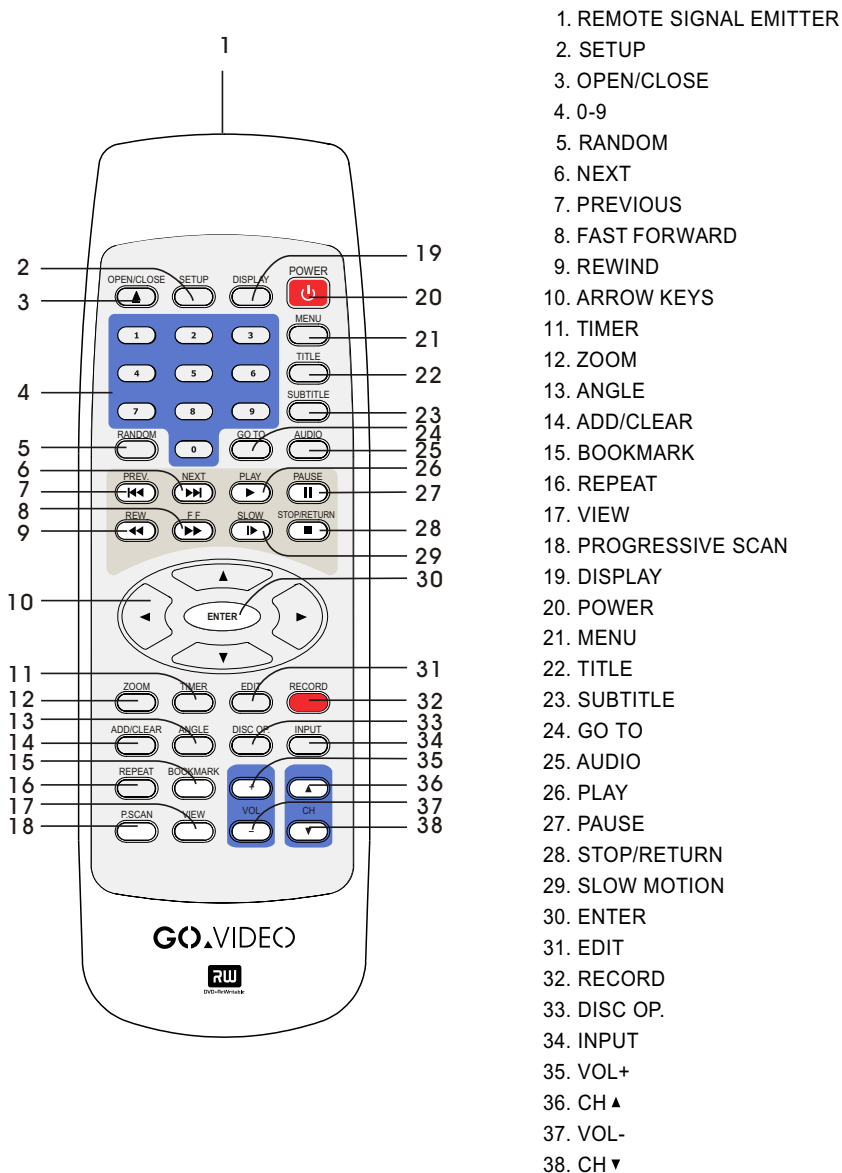 1
2
3
4
5
6
7
8
9
10
11
12
13
14
15
16
17
18
19
20
21
22
23
24
25
26
27
28
29
30
31
32
33
34
35
36
37
38
OPEN/CLOSE SETUP DISPLAY POWER
1 2 3 MENU
4 5 6 TITLE
7 8 9 SUBTITLE
RANDOM 0 GO TO AUDIO
PREV. NEXT PLAY PAUSE
REW F.F SLOW STOP/RETURN
ENTER
ZOOM TIMER EDIT RECORD
ADD/CLEAR ANGLE DISC OP. INPUT
REPEAT BOOKMARK + ▲
P.SCAN VIEW VOL CH
– ▼
GO VIDEO
RW
DVD+ReWritable
1. REMOTE SIGNAL EMITTER
2. SETUP
3. OPEN/CLOSE
4. 0-9
5. RANDOM
6. NEXT
7. PREVIOUS
8. FAST FORWARD
9. REWIND
10. ARROW KEYS
11. TIMER
12. ZOOM
13. ANGLE
14. ADD/CLEAR
15. BOOKMARK
16. REPEAT
17. VIEW
18. PROGRESSIVE SCAN
19. DISPLAY
20. POWER
21. MENU
22. TITLE
23. SUBTITLE
24. GO TO
25. AUDIO
26. PLAY
27. PAUSE
28. STOP/RETURN
29. SLOW MOTION
30. ENTER
31. EDIT
32. RECORD
33. DISC OP.
34. INPUT
35. VOL+
36. CH▲
37. VOL-
38. CH▼